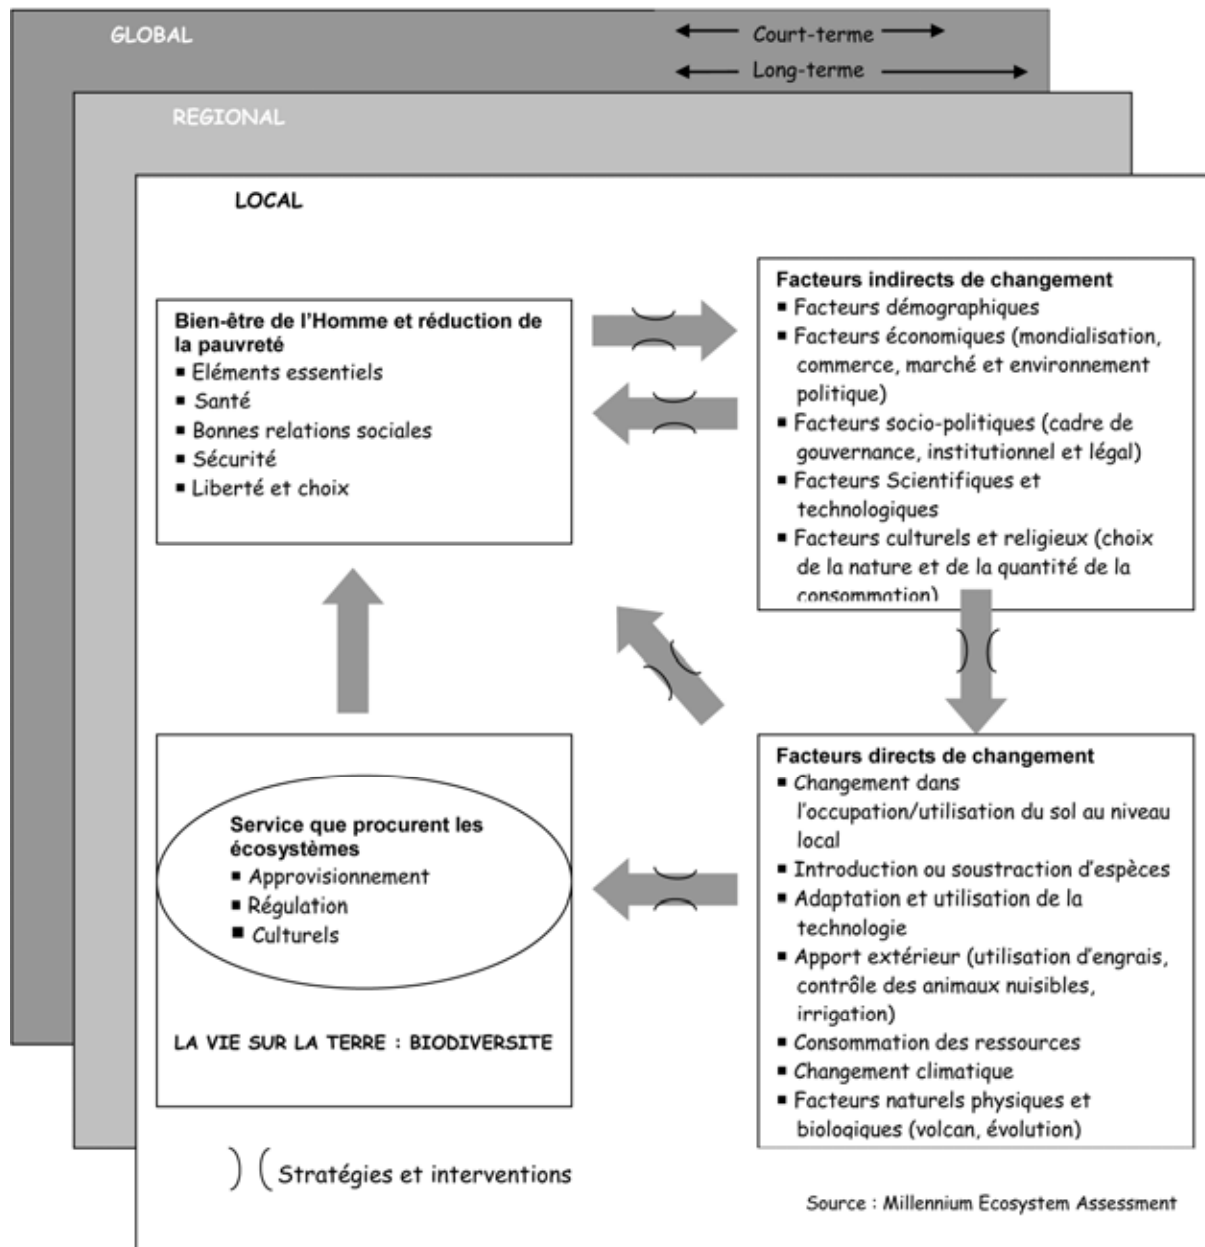 GLOBAL
Court-terme
Long-terme
REGIONAL
LOCAL
Bien-être de l'Homme et réduction de
la pauvreté
▪ Eléments essentiels
▪ Santé
▪ Bonnes relations sociales
▪ Sécurité
▪ Liberté et choix
Facteurs indirects de changement
▪ Facteurs démographiques
▪ Facteurs économiques (mondialisation,
commerce, marché et environnement
politique)
▪ Facteurs socio-politiques (cadre de
gouvernance, institutionnel et légal)
▪ Facteurs Scientifiques et
technologiques
▪ Facteurs culturels et religieux (choix
de la nature et de la quantité de la
consommation)
Service que procurent les
écosystèmes
▪ Approvisionnement
▪ Régulation
▪ Culturels
LA VIE SUR LA TERRE : BIODIVERSITE
Facteurs directs de changement
▪ Changement dans
l'occupation/utilisation du sol au niveau
local
▪ Introduction ou soustraction d'espèces
▪ Adaptation et utilisation de la
technologie
▪ Apport extérieur (utilisation d'engrais,
contrôle des animaux nuisibles,
irrigation)
▪ Consommation des ressources
▪ Changement climatique
▪ Facteurs naturels physiques et
biologiques (volcan, évolution)
) ( Stratégies et interventions
Source : Millennium Ecosystem Assessment